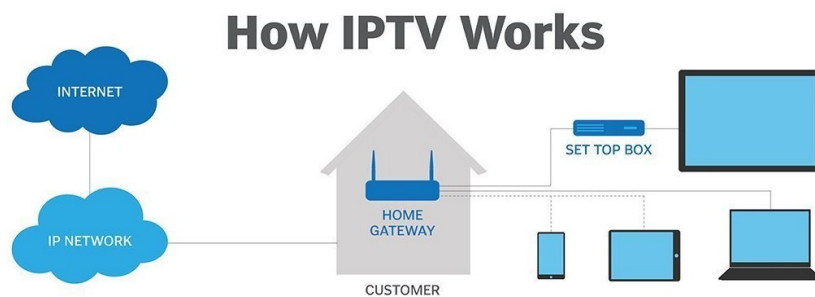 How IPTV Works
INTERNET
IP NETWORK
HOME
GATEWAY
CUSTOMER
SET TOP BOX